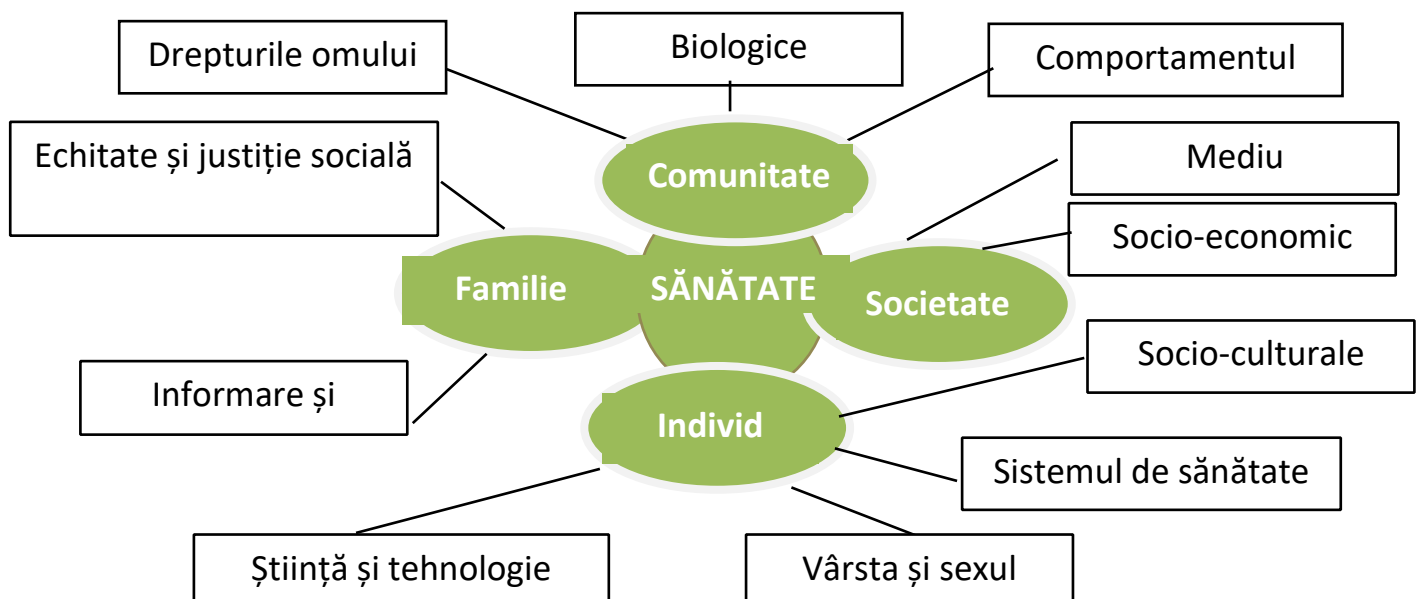 Drepturile omului
Biologice
Comportamentul
Echitate și justiție socială
Comunitate
Mediu
Socio-economic
Familie
SĂNĂTATE
Societate
Socio-culturale
Informare și
Individ
Sistemul de sănătate
Știință și tehnologie
Vârsta și sexul